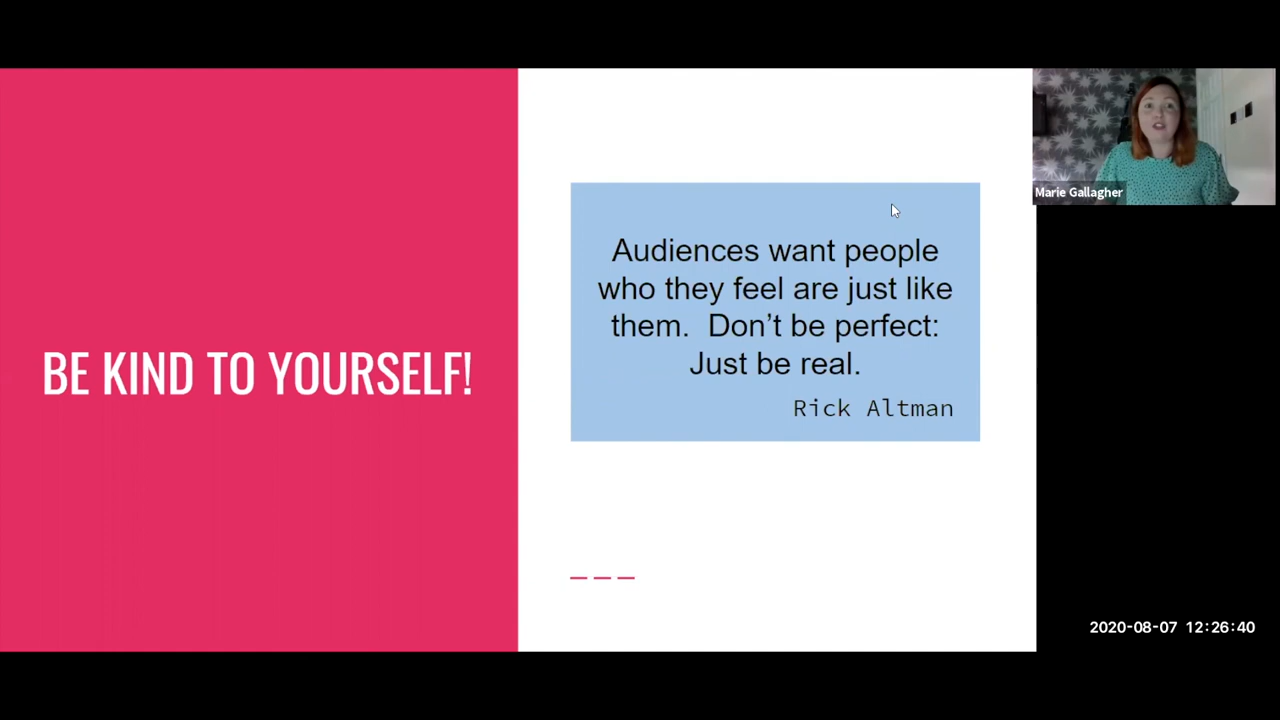 BE KIND TO YOURSELF!
Audiences want people
who they feel are just like
them.  Don’t be perfect:
Just be real.
Rick Altman
Marie Gallagher
2020-08-07 12:26:40